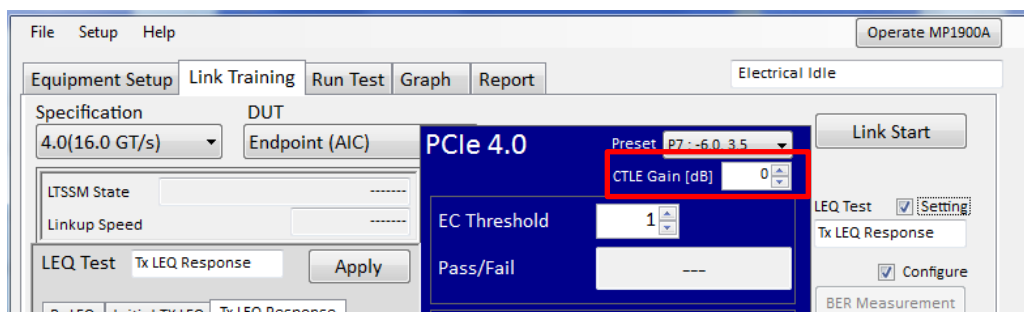 File Setup Help
Operate MP1900A
Equipment Setup Link Training Run Test Graph Report
Electrical Idle
Specification DUT
4.0(16.0 GT/s) Endpoint (AIC)
PCIe 4.0
Preset P7 : -6.0, 3.5
CTLE Gain [dB] 0
Link Start
LTSSM State -------
Linkup Speed -------
EC Threshold 1
LEQ Test Setting
Tx LEQ Response
LEQ Test Tx LEQ Response Apply
Pass/Fail ---
Configure
BER Measurement
Tx LEQ Response